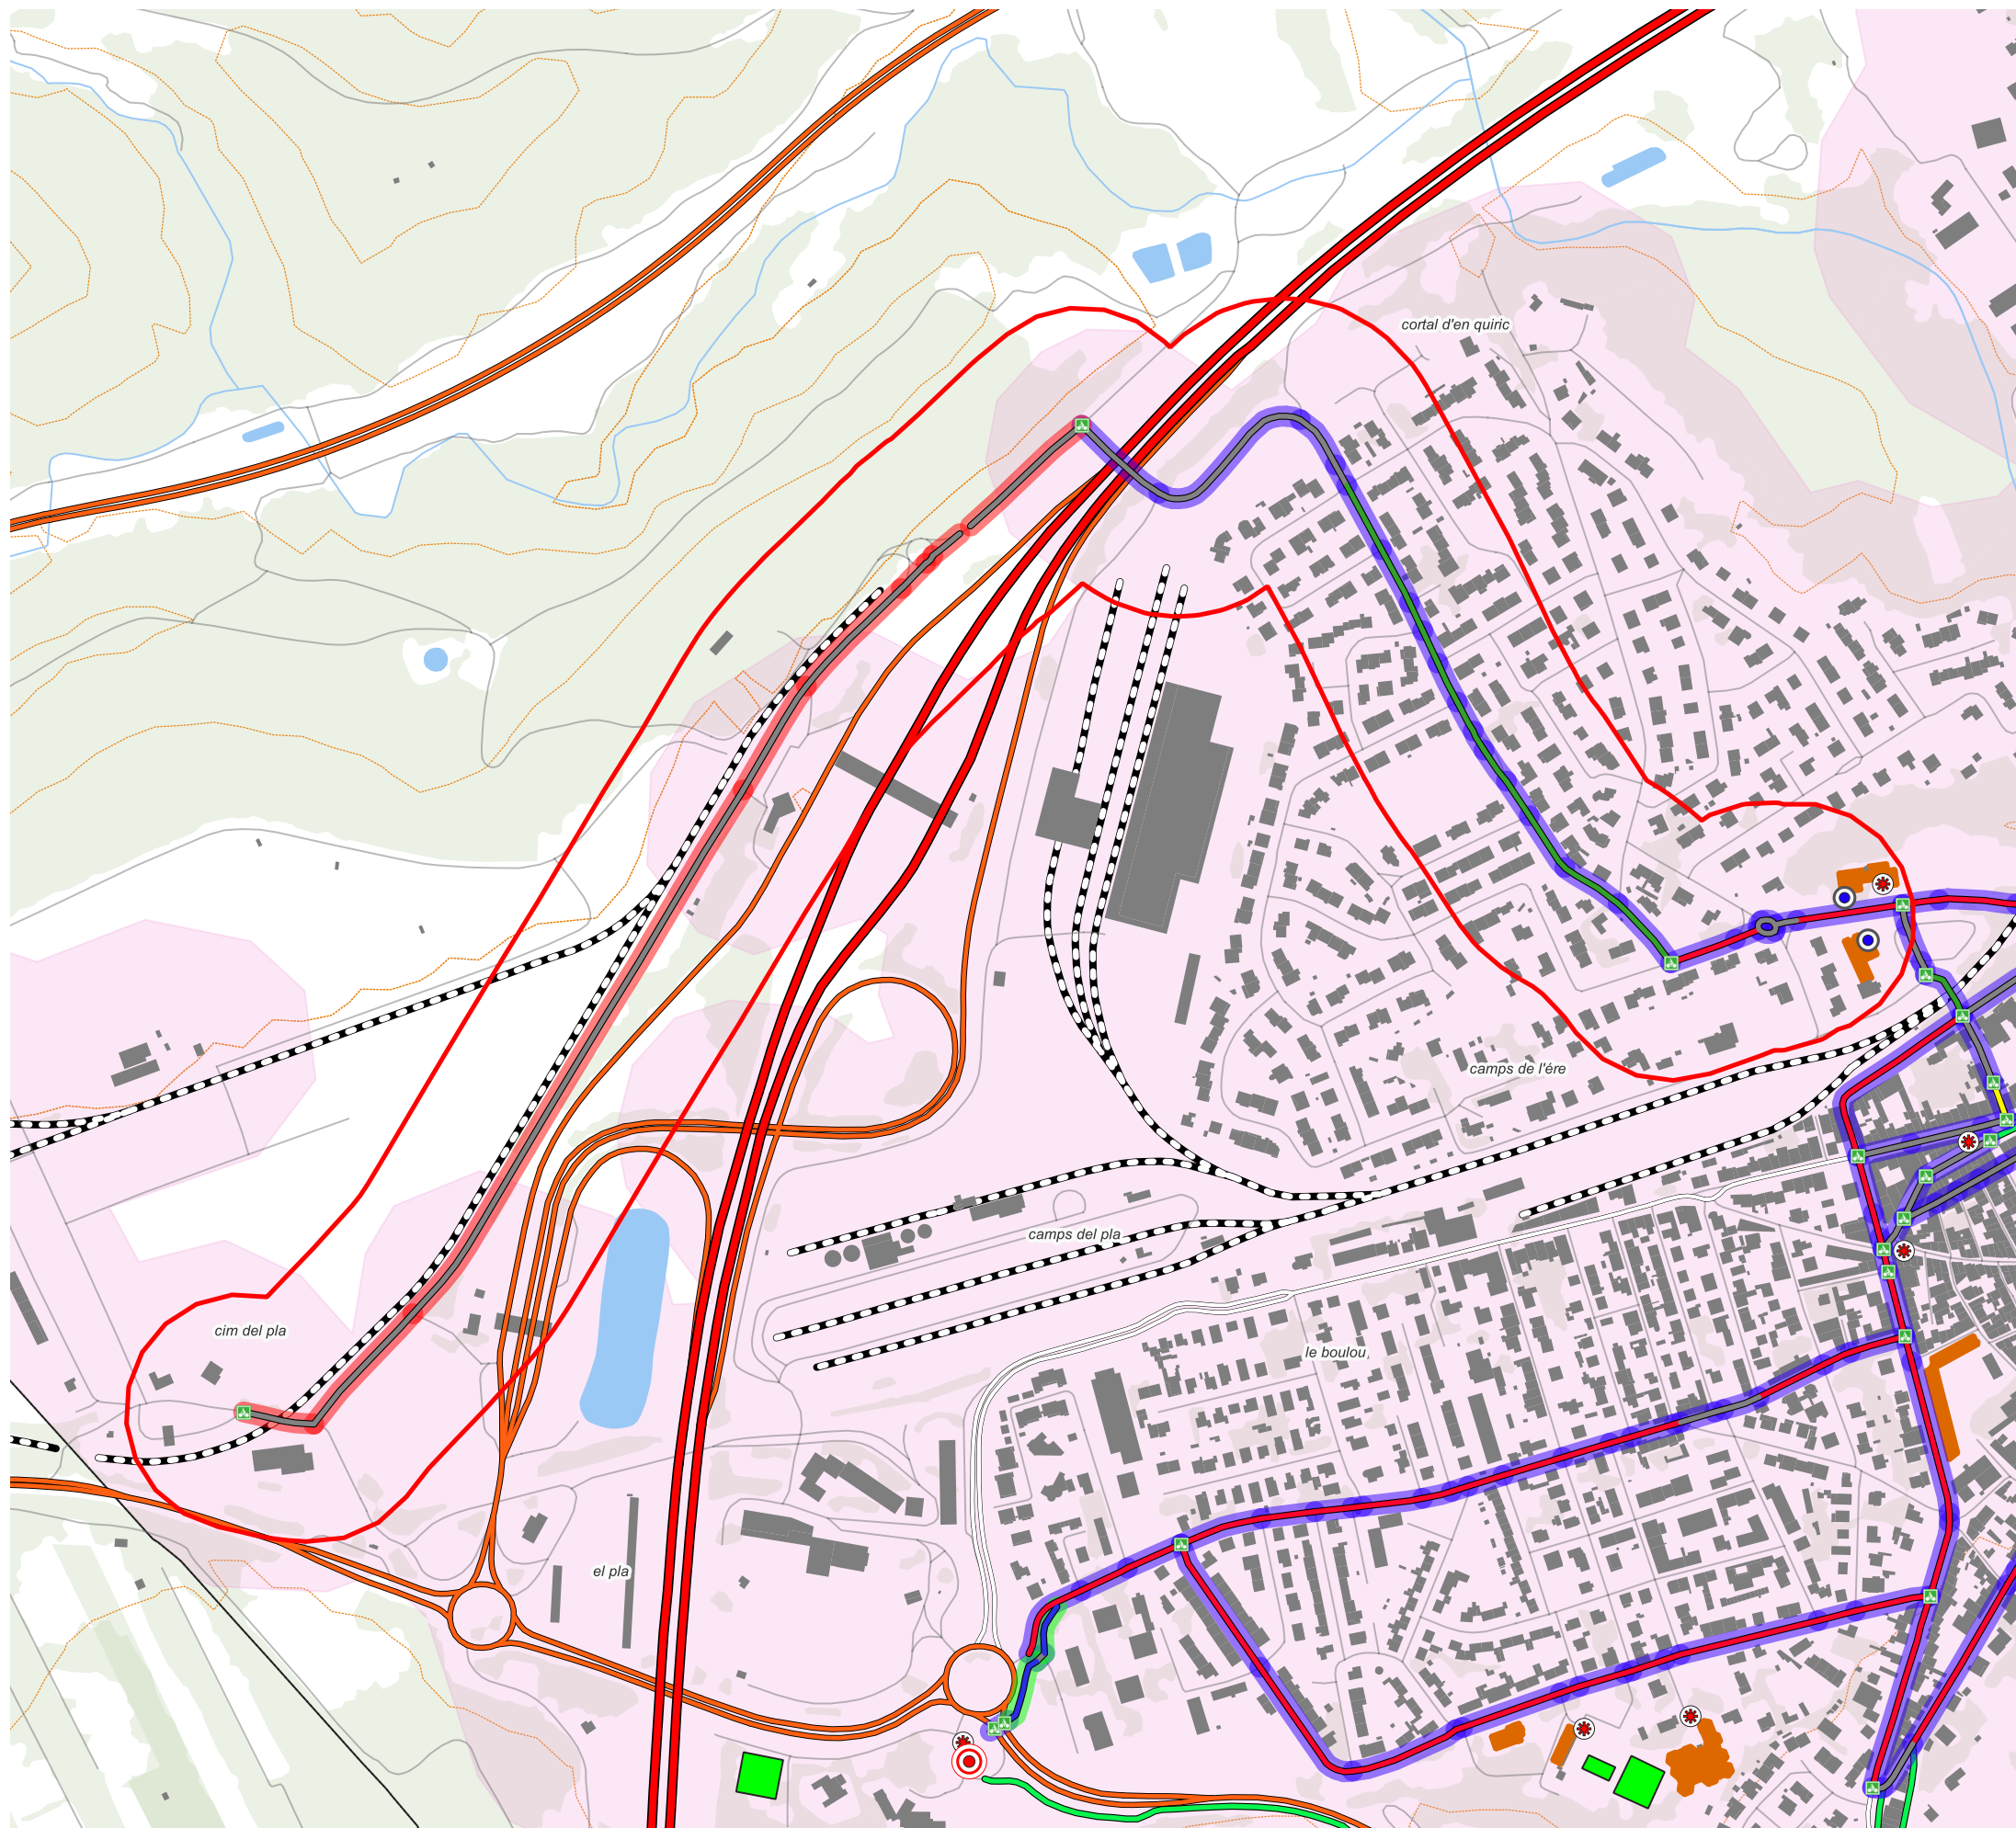 cortal d'en quiric
camps de l'ére
camps del pla
cim del pla
le boulou
el pla